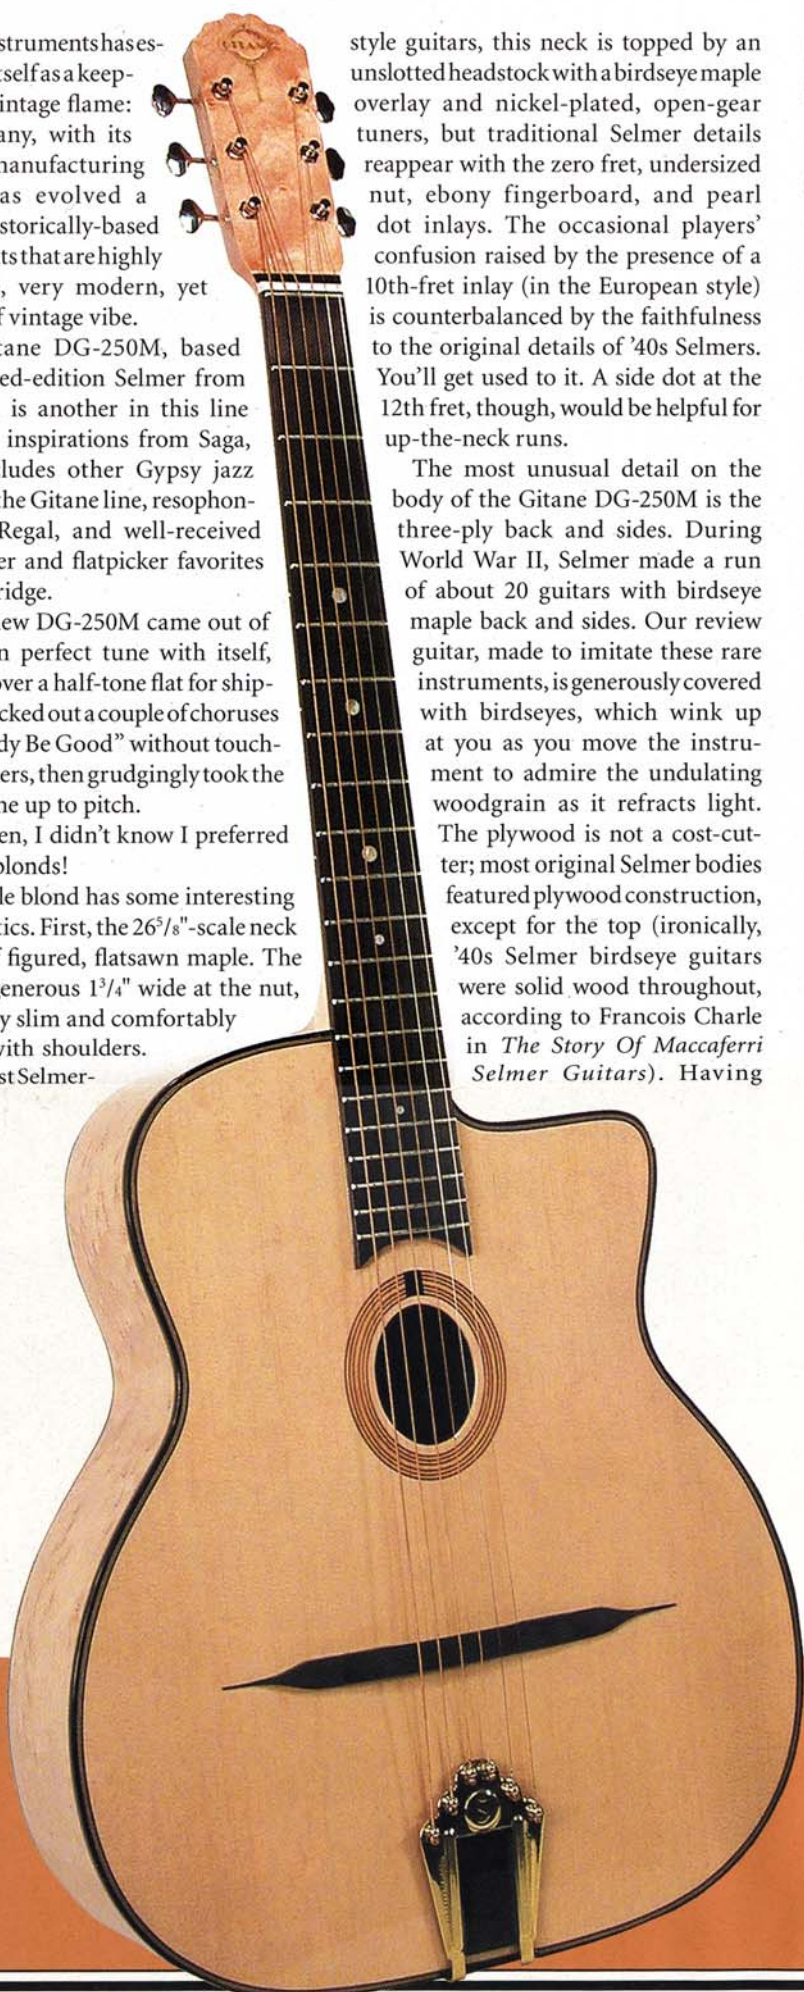 strumentshases-
tselfasakeep-
intage flame:
any, with its
nanufacturing
as evolved a
storically-based
tsthatarehighly
, very modern, yet
f vintage vibe.
tane DG-250M, based
ed-edition Selmer from
is another in this line
inspirations from Saga,
cludes other Gypsy jazz
the Gitane line, resophon-
Regal, and well-received
er and flatpicker favorites
ridge.
iew DG-250M came out of
n perfect tune with itself,
over a half-tone flat for ship-
cked out a couple of choruses
dy Be Good” without touch-
ers, then grudgingly took the
ne up to pitch.
en, I didn't know I preferred
blonds!
le blond has some interesting
tics. First, the 26⁵/₈"-scale neck
f figured, flatsawn maple. The
generous 1³/₄" wide at the nut,
y slim and comfortably
with shoulders.
st Selmer-
style guitars, this neck is topped by an
unslotted headstock with a birdseye maple
overlay and nickel-plated, open-gear
tuners, but traditional Selmer details
reappear with the zero fret, undersized
nut, ebony fingerboard, and pearl
dot inlays. The occasional players’
confusion raised by the presence of a
10th-fret inlay (in the European style)
is counterbalanced by the faithfulness
to the original details of ’40s Selmers.
You'll get used to it. A side dot at the
12th fret, though, would be helpful for
up-the-neck runs.
The most unusual detail on the
body of the Gitane DG-250M is the
three-ply back and sides. During
World War II, Selmer made a run
of about 20 guitars with birdseye
maple back and sides. Our review
guitar, made to imitate these rare
instruments, is generously covered
with birdseyes, which wink up
at you as you move the instru-
ment to admire the undulating
woodgrain as it refracts light.
The plywood is not a cost-cut-
ter; most original Selmer bodies
featured plywood construction,
except for the top (ironically,
’40s Selmer birdseye guitars
were solid wood throughout,
according to Francois Charle
in The Story Of Maccaferri
Selmer Guitars). Having